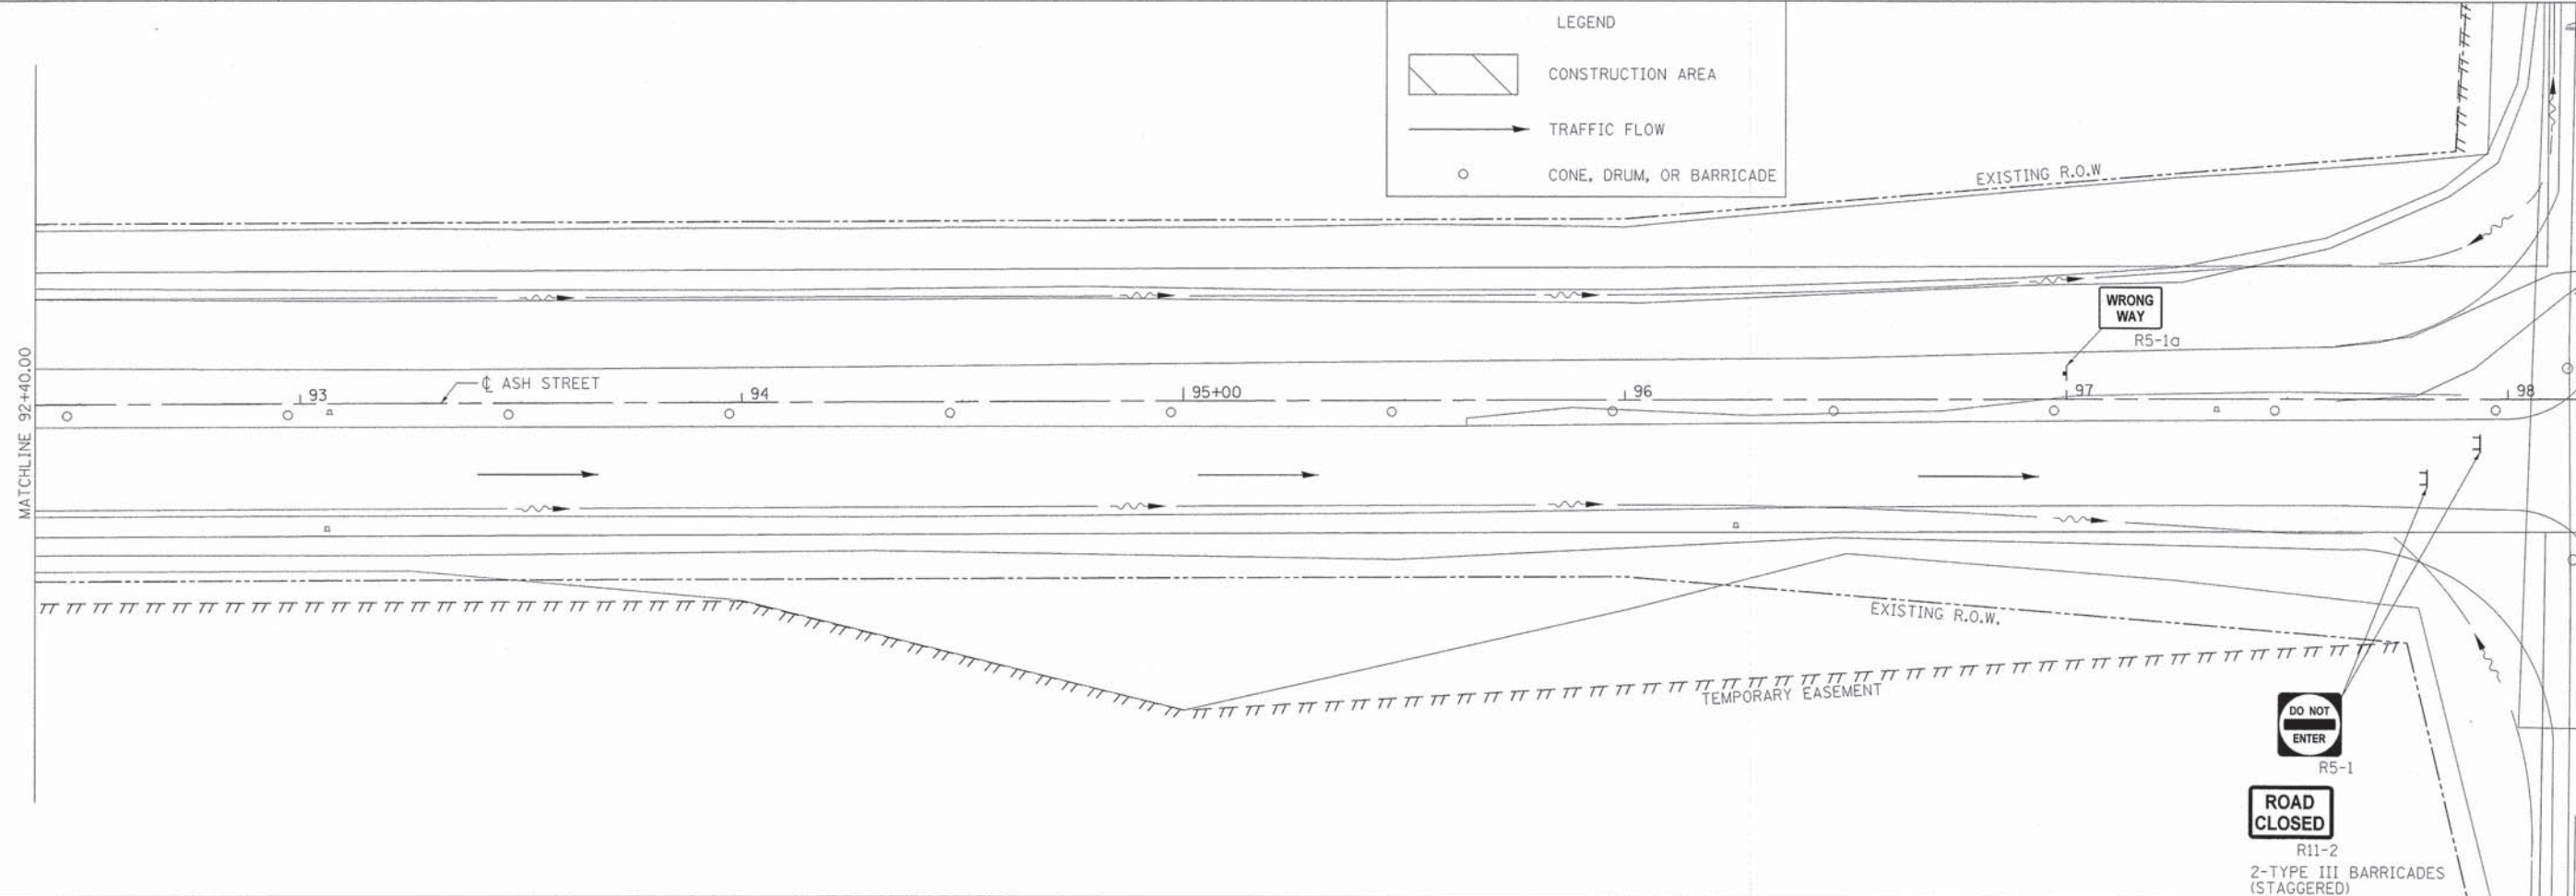 LEGEND
CONSTRUCTION AREA
TRAFFIC FLOW
CONE, DRUM, OR BARRICADE
EXISTING R.O.W
WRONG
WAY
R5-1a
MATCHLINE 92+40.00
℄ ASH STREET
93
94
95+00
96
97
98
EXISTING R.O.W.
TEMPORARY EASEMENT
DO NOT
ENTER
R5-1
ROAD
CLOSED
R11-2
2-TYPE III BARRICADES
(STAGGERED)